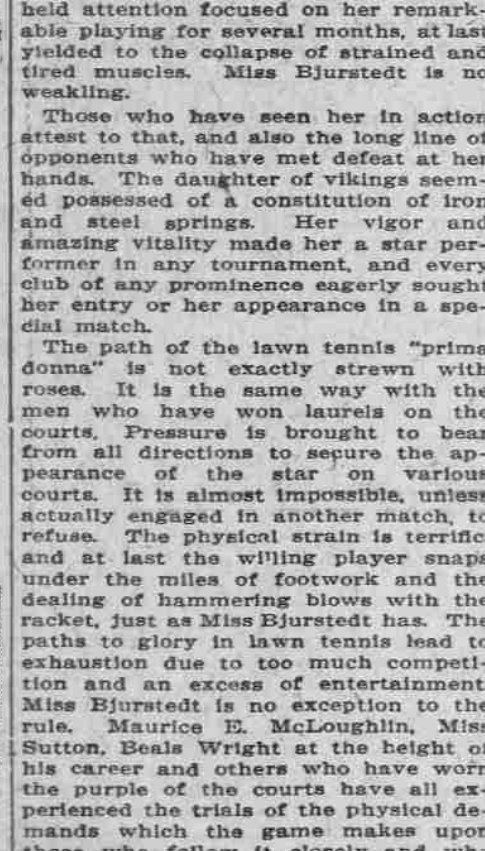 held attention focused on her remark-
able playing for several months, at last
yielded to the collapse of strained and
tired muscles. Miss Bjurstedt is no
weakling.
Those who have seen her in action
attest to that, and also the long line of
opponents who have met defeat at her
hands. The daughter of vikings seem-
ed possessed of a constitution of iron
and steel springs. Her vigor and
amazing vitality made her a star per-
former in any tournament, and every
club of any prominence eagerly sought
her entry or her appearance in a spe-
cial match.
The path of the lawn tennis "prima
donna" is not exactly strewn with
roses. It is the same way with the
men who have won laurels on the
courts. Pressure is brought to bear
from all directions to secure the ap-
pearance of the star on various
courts. It is almost impossible, unless
actually engaged in another match, to
refuse. The physical strain is terrific
and at last the willing player snaps
under the miles of footwork and the
dealing of hammering blows with the
racket, just as Miss Bjurstedt has. The
paths to glory in lawn tennis lead to
exhaustion due to too much competi-
tion and an excess of entertainment.
Miss Bjurstedt is no exception to the
rule. Maurice E. McLoughlin, Miss
Sutton, Beals Wright at the height of
his career and others who have worn
the purple of the courts have all ex-
perienced the trials of the physical de-
mands which the game makes upon
those who follow it closely and